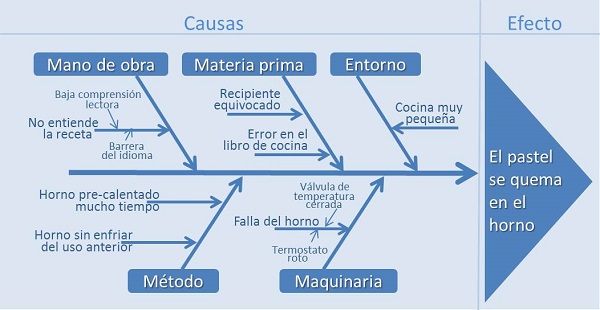 Causas
Efecto
Mano de obra
Materia prima
Entorno
Baja comprensión
lectora
No entiende
la receta
Barrera
del idioma
Recipiente
equivocado
Error en el
libro de cocina
Cocina muy
pequeña
El pastel
se quema
en el
horno
Horno pre-calentado
mucho tiempo
Horno sin enfriar
del uso anterior
Válvula de
temperatura
cerrada
Falla del horno
Termostato
roto
Método
Maquinaria